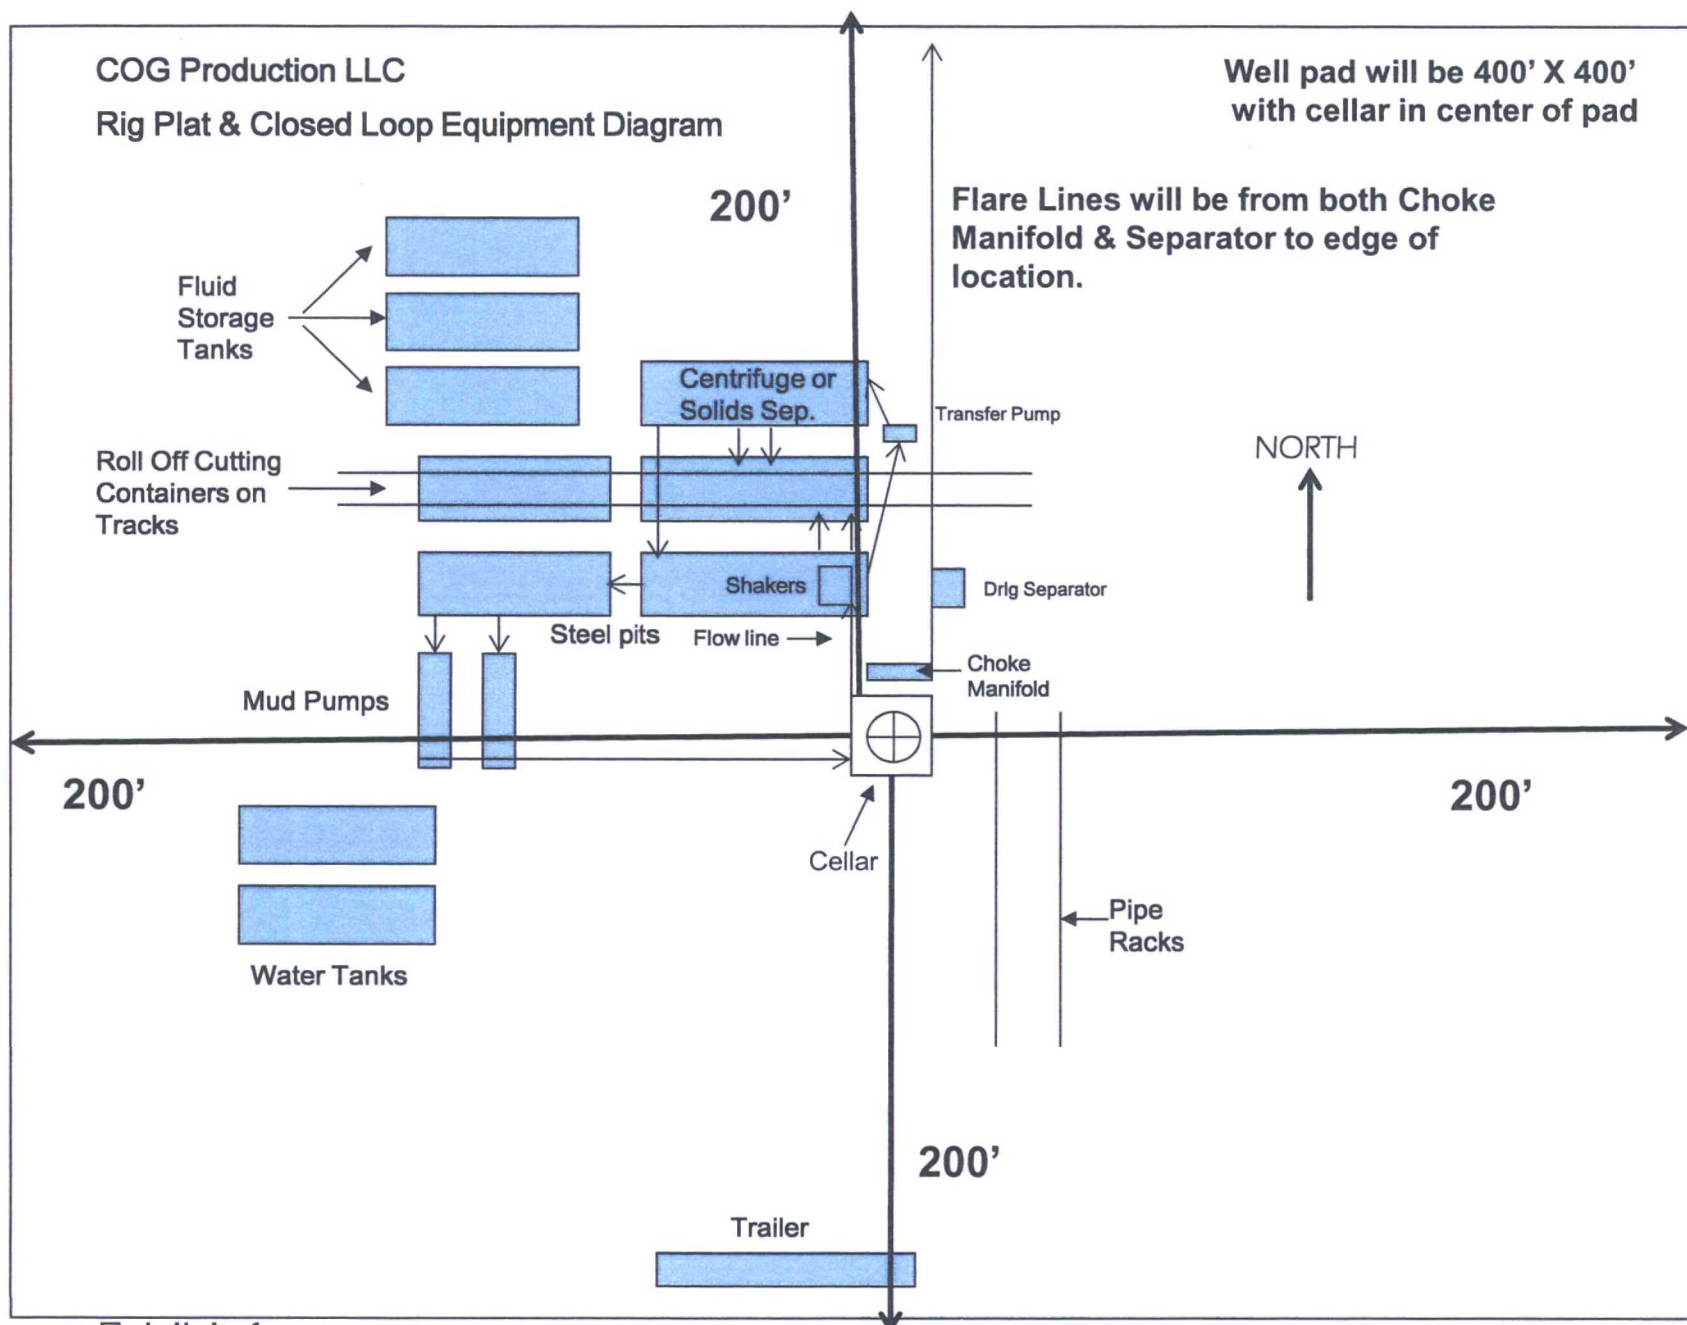 COG Production LLC
Rig Plat & Closed Loop Equipment Diagram
Well pad will be 400’ X 400’
with cellar in center of pad
200’
Flare Lines will be from both Choke
Manifold & Separator to edge of
location.
Fluid
Storage
Tanks
Centrifuge or
Solids Sep.
Transfer Pump
NORTH
Roll Off Cutting
Containers on
Tracks
Shakers
Drlg Separator
Steel pits
Flow line
Choke
Manifold
Mud Pumps
200’
200’
Cellar
Pipe
Racks
Water Tanks
200’
Trailer